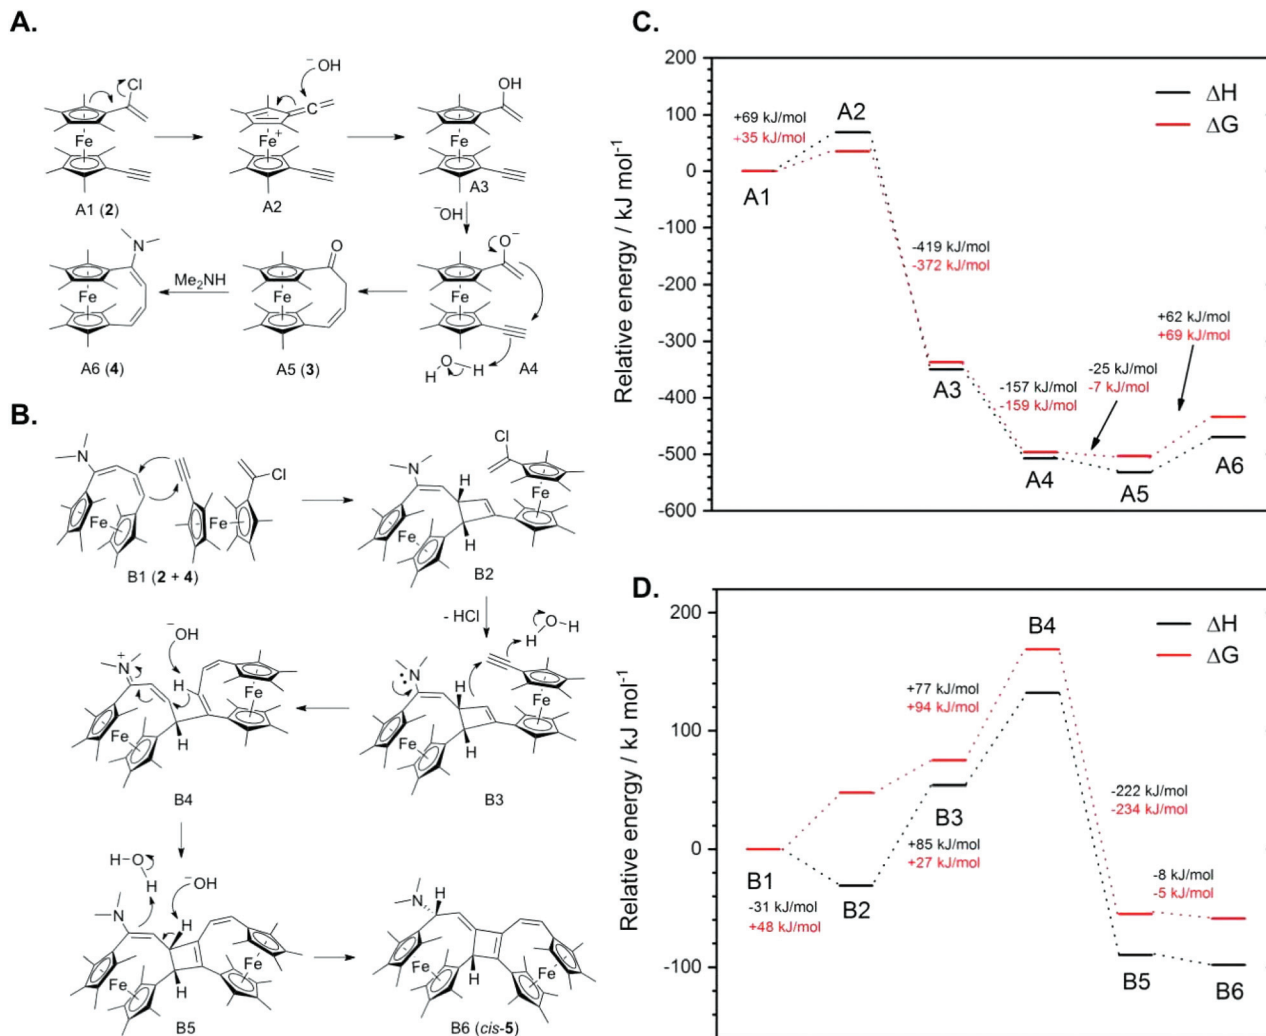 A.
Cl
Fe
A1 (2)
⁻OH
C
Fe⁺
A2
OH
Fe
A3
⁻OH
N
Fe
A6 (4)
Me₂NH
O
Fe
A5 (3)
O⁻
Fe
H O H
A4
B.
N
Fe
Cl
Fe
B1 (2 + 4)
N
H
Fe
H
Cl
Fe
B2
- HCl
N⁺
⁻OH
H
Fe
Fe
H
B4
N
H
Fe
H
H O H
Fe
B3
H-O
H
N
⁻OH
H
Fe
H
Fe
B5
N
H
Fe
H
Fe
B6 (cis-5)
C.
Relative energy / kJ mol⁻¹
200
100
0
-100
-200
-300
-400
-500
-600
ΔH
ΔG
+69 kJ/mol
+35 kJ/mol
A1
A2
-419 kJ/mol
-372 kJ/mol
A3
-157 kJ/mol
-159 kJ/mol
A4
-25 kJ/mol
-7 kJ/mol
A5
+62 kJ/mol
+69 kJ/mol
A6
D.
Relative energy / kJ mol⁻¹
200
100
0
-100
ΔH
ΔG
B1
-31 kJ/mol
+48 kJ/mol
B2
+85 kJ/mol
+27 kJ/mol
B3
+77 kJ/mol
+94 kJ/mol
B4
-222 kJ/mol
-234 kJ/mol
B5
-8 kJ/mol
-5 kJ/mol
B6